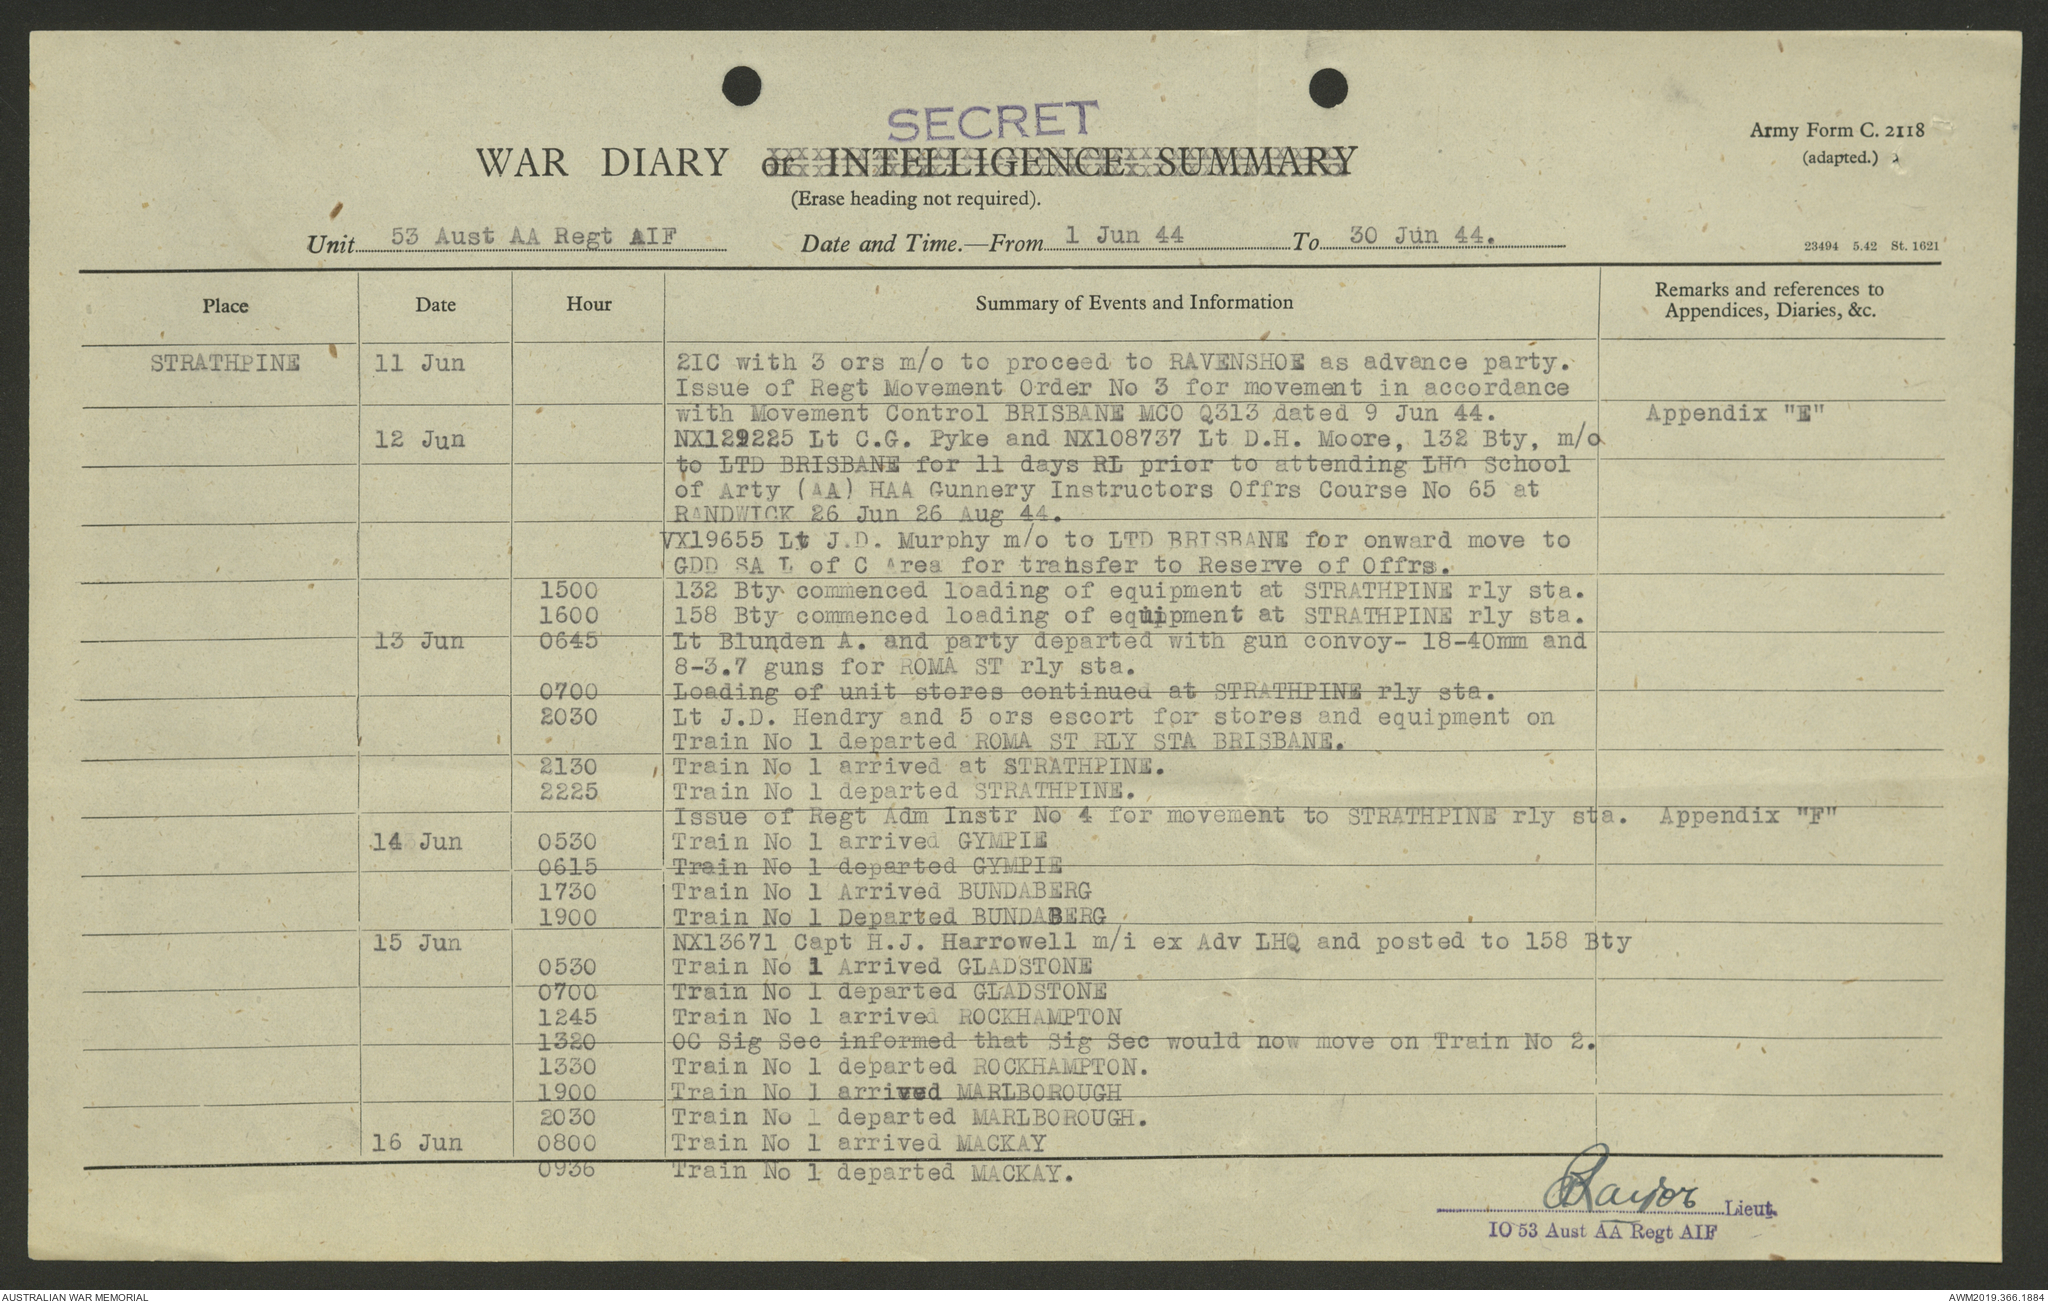 SECRET
Army Form C. 2118
(adapted.)
WAR DIARY or INTELLIGENCE SUMMARY
(Erase heading not required).
Unit 53 Aust AA Regt AIF Date and Time.—From 1 Jun 44 To 30 Jun 44.
23494 5.42 St. 1621
Place Date Hour Summary of Events and Information Remarks and references to Appendices, Diaries, &c.
STRATHPINE 11 Jun 2IC with 3 ors m/o to proceed to RAVENSHOE as advance party.
Issue of Regt Movement Order No 3 for movement in accordance
with Movement Control BRISBANE MCO Q313 dated 9 Jun 44. Appendix "E"
12 Jun NX129225 Lt C.G. Pyke and NX108737 Lt D.H. Moore, 132 Bty, m/o
to LTD BRISBANE for 11 days RL prior to attending LHQ School
of Arty (AA) HAA Gunnery Instructors Offrs Course No 65 at
RANDWICK 26 Jun 26 Aug 44.
VX19655 Lt J.D. Murphy m/o to LTD BRISBANE for onward move to
GDD SA L of C Area for transfer to Reserve of Offrs.
1500 132 Bty commenced loading of equipment at STRATHPINE rly sta.
1600 158 Bty commenced loading of equipment at STRATHPINE rly sta.
13 Jun 0645 Lt Blunden A. and party departed with gun convoy- 18-40mm and
8-3.7 guns for ROMA ST rly sta.
0700 Loading of unit stores continued at STRATHPINE rly sta.
2030 Lt J.D. Hendry and 5 ors escort for stores and equipment on
Train No 1 departed ROMA ST RLY STA BRISBANE.
2130 Train No 1 arrived at STRATHPINE.
2225 Train No 1 departed STRATHPINE.
Issue of Regt Adm Instr No 4 for movement to STRATHPINE rly sta. Appendix "F"
14 Jun 0530 Train No 1 arrived GYMPIE
0615 Train No 1 departed GYMPIE
1730 Train No 1 Arrived BUNDABERG
1900 Train No 1 Departed BUNDABERG
15 Jun NX13671 Capt H.J. Harrowell m/i ex Adv LHQ and posted to 158 Bty
0530 Train No 1 Arrived GLADSTONE
0700 Train No 1 departed GLADSTONE
1245 Train No 1 arrived ROCKHAMPTON
1320 OC Sig Sec informed that Sig Sec would now move on Train No 2.
1330 Train No 1 departed ROCKHAMPTON.
1900 Train No 1 arrived MARLBOROUGH
2030 Train No 1 departed MARLBOROUGH.
16 Jun 0800 Train No 1 arrived MACKAY
0936 Train No 1 departed MACKAY.
Lieut.
IO 53 Aust AA Regt AIF
AUSTRALIAN WAR MEMORIAL AWM2019.366.1884